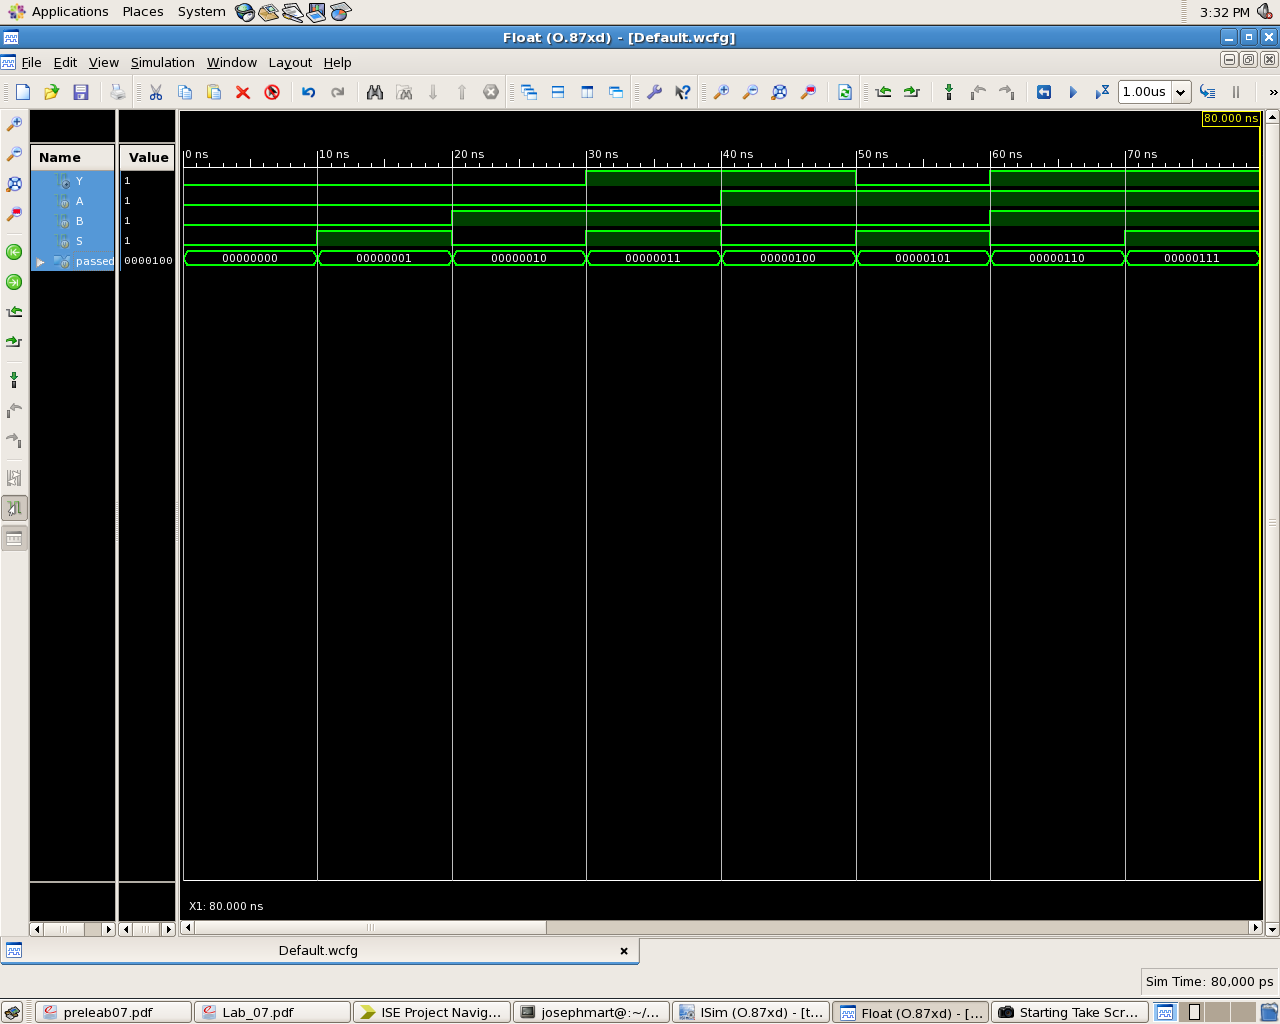 Applications Places System 3:32 PM
Float (O.87xd) - [Default.wcfg]
File Edit View Simulation Window Layout Help
1.00us »
80.000 ns
Name Value
0 ns 10 ns 20 ns 30 ns 40 ns 50 ns 60 ns 70 ns
Y 1
A 1
B 1
S 1
passed 0000100 00000000 00000001 00000010 00000011 00000100 00000101 00000110 00000111
X1: 80.000 ns
Default.wcfg
Sim Time: 80,000 ps
preleab07.pdf Lab_07.pdf ISE Project Navig... josephmart@:~/... ISim (O.87xd) - [t... Float (O.87xd) - [... Starting Take Scr...